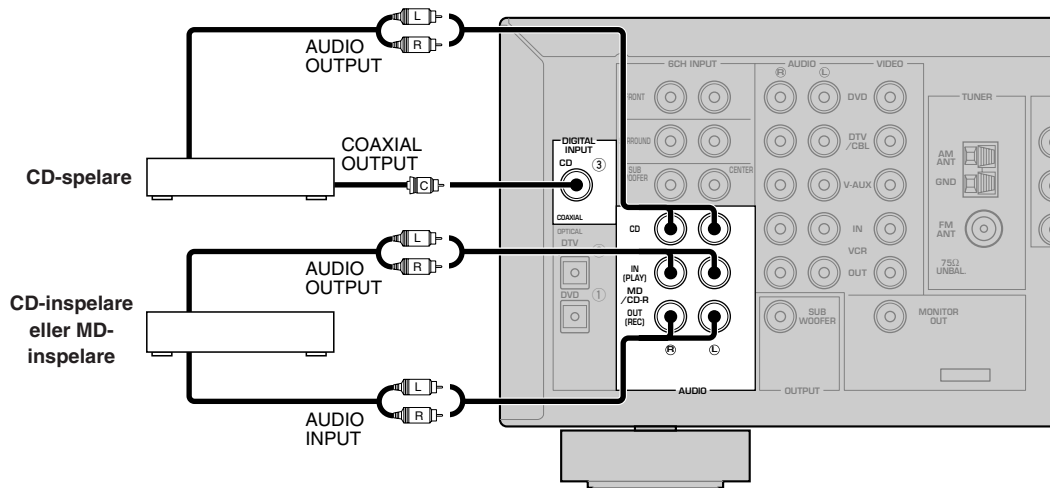 L
R
AUDIO
OUTPUT
COAXIAL
OUTPUT
C
CD-spelare
L
R
AUDIO
OUTPUT
CD-inspelare
eller MD-
inspelare
L
R
AUDIO
INPUT
DIGITAL
INPUT
CD
③
COAXIAL
OPTICAL
DTV
DVD
①
6CH INPUT
FRONT
SUB
WOOFER
CENTER
CD
IN
(PLAY)
MD
/CD-R
OUT
(REC)
R
L
AUDIO
AUDIO
VIDEO
R
L
DVD
DTV
/CBL
V-AUX
IN
VCR
OUT
SUB
WOOFER
OUTPUT
MONITOR
OUT
TUNER
AM
ANT
GND
FM
ANT
75Ω
UNBAL.